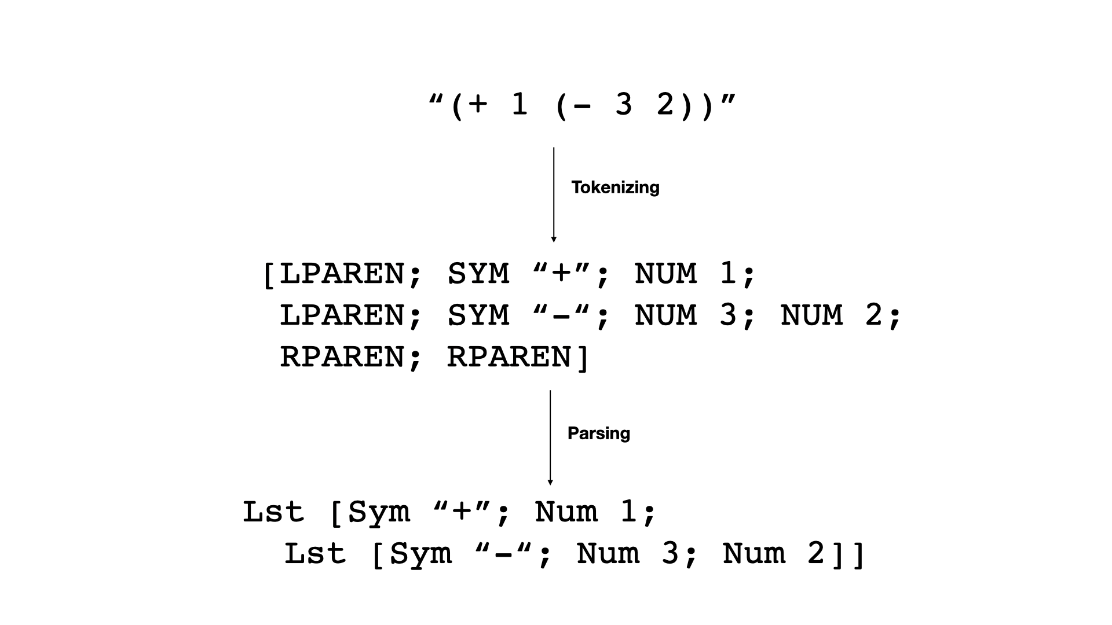 “(+ 1 (- 3 2))”
Tokenizing
[LPAREN; SYM “+”; NUM 1;
LPAREN; SYM “-“; NUM 3; NUM 2;
RPAREN; RPAREN]
Parsing
Lst [Sym “+”; Num 1;
Lst [Sym “-“; Num 3; Num 2]]